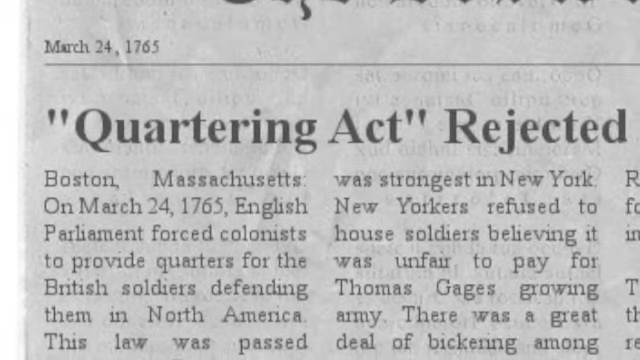 March 24, 1765
"Quartering Act" Rejected
Boston, Massachusetts:
On March 24, 1765, English
Parliament forced colonists
to provide quarters for the
British soldiers defending
them in North America.
This law was passed
was strongest in New York.
New Yorkers refused to
house soldiers believing it
was unfair to pay for
Thomas Gages growing
army. There was a great
deal of bickering among